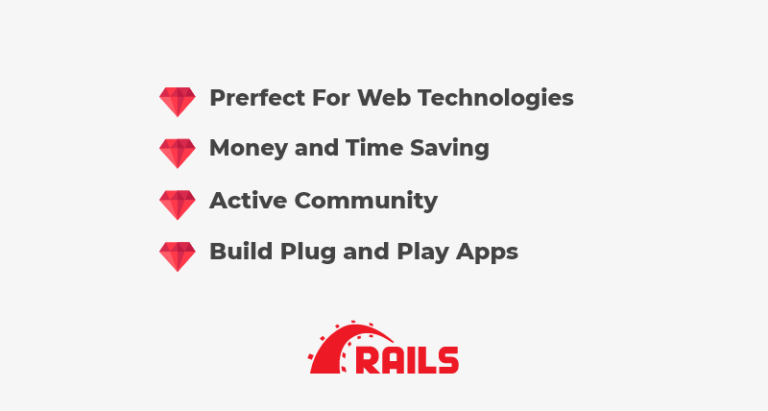 Prerfect For Web Technologies
Money and Time Saving
Active Community
Build Plug and Play Apps
RAILS